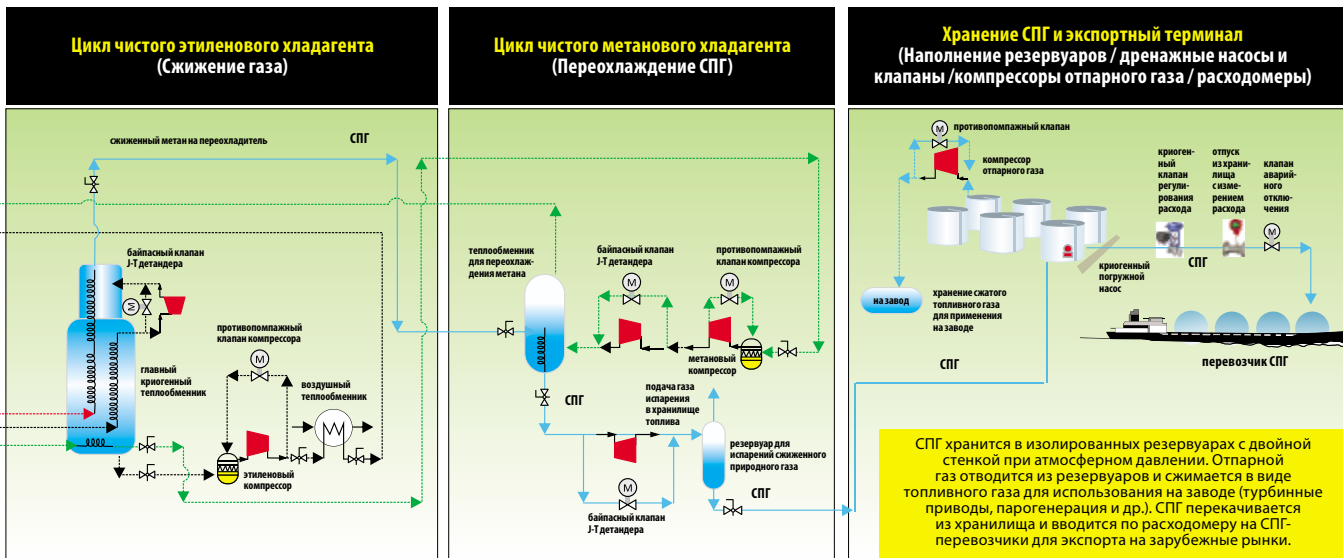 Цикл чистого этиленового хладагента
(Сжижение газа)
сжиженный метан на переохладитель
СПГ
байпасный клапан
J-T детандера
M
противопомпажный
клапан компрессора
M
главный
криогенный
теплообменник
воздушный
теплообменник
этиленовый
компрессор
Цикл чистого метанового хладагента
(Переохлаждение СПГ)
теплообменник
для переохлаж-
дения метана
байпасный клапан
J-T детандера
M
противопомпажный
клапан компрессора
M
метановый
компрессор
СПГ
подача газа
испарения
в хранилище
топлива
резервуар для
испарений сжиженного
природного газа
M
байпасный клапан
J-T детандера
СПГ
Хранение СПГ и экспортный терминал
(Наполнение резервуаров / дренажные насосы и
клапаны /компрессоры отпарного газа / расходомеры)
M
противопомпажный клапан
компрессор
отпарного газа
криоген-
ный
клапан
регули-
рования
расхода
отпуск
из храни-
лища
с изме-
рением
расхода
клапан
аварий-
ного
отклю-
чения
M
СПГ
криогенный
погружной
насос
на завод
хранение сжатого
топливного газа
для применения
на заводе
СПГ
перевозчик СПГ
СПГ хранится в изолированных резервуарах с двойной
стенкой при атмосферном давлении. Отпарной
газ отводится из резервуаров и сжимается в виде
топливного газа для использования на заводе (турбинные
приводы, парогенерация и др.). СПГ перекачивается
из хранилища и вводится по расходомеру на СПГ-
перевозчики для экспорта на зарубежные рынки.